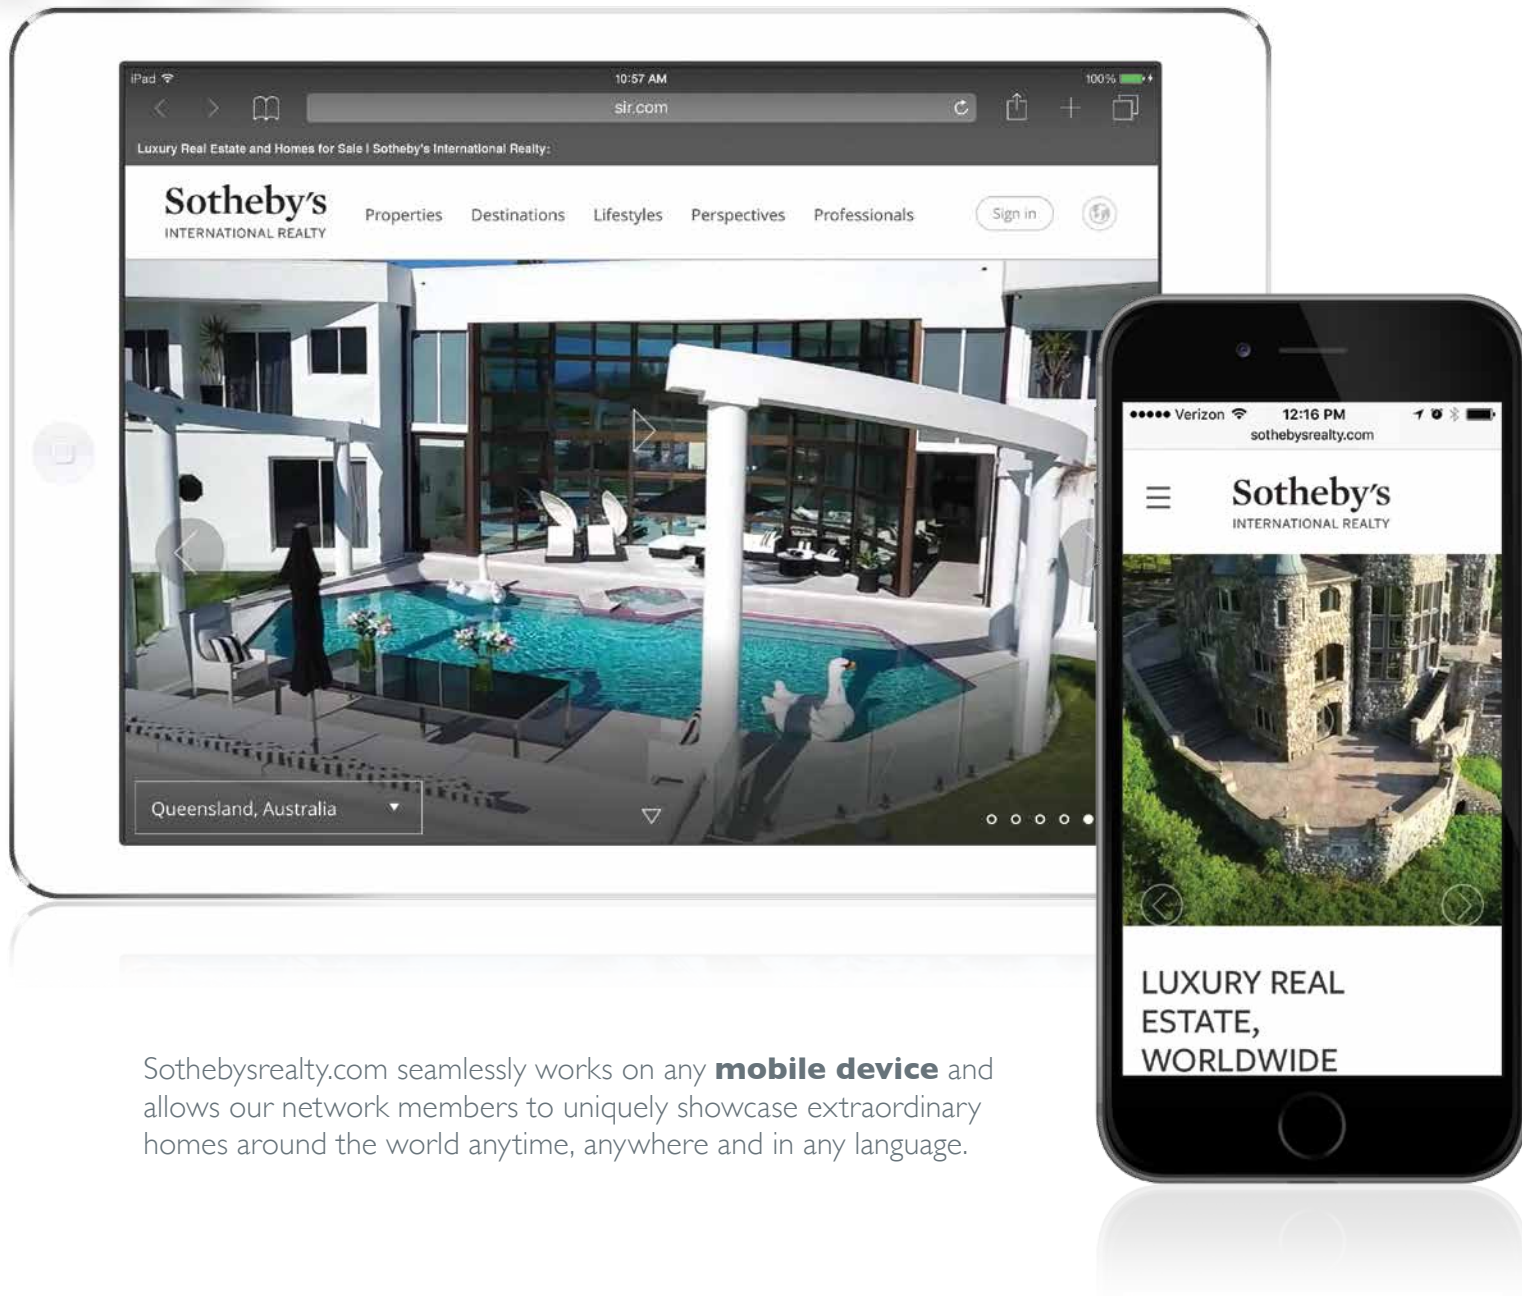 iPad
10:57 AM
100%
sir.com
Luxury Real Estate and Homes for Sale | Sotheby's International Realty:
Sotheby's
INTERNATIONAL REALTY
Properties
Destinations
Lifestyles
Perspectives
Professionals
Sign in
Queensland, Australia
Verizon
12:16 PM
sothebysrealty.com
Sotheby's
INTERNATIONAL REALTY
LUXURY REAL
ESTATE,
WORLDWIDE
Sothebysrealty.com seamlessly works on any mobile device and
allows our network members to uniquely showcase extraordinary
homes around the world anytime, anywhere and in any language.